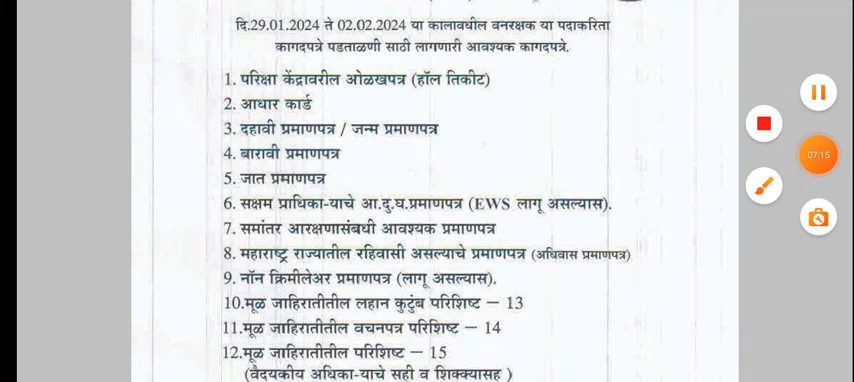 दि.29.01.2024 ते 02.02.2024 या कालावधील वनरक्षक या पदाकरिता
कागदपत्रे पडताळणी साठी लागणारी आवश्यक कागदपत्रे.
1. परिक्षा केंद्रावरील ओळखपत्र (हॉल तिकीट)
2. आधार कार्ड
3. दहावी प्रमाणपत्र / जन्म प्रमाणपत्र
4. बारावी प्रमाणपत्र
5. जात प्रमाणपत्र
6. सक्षम प्राधिका-याचे आ.दु.घ.प्रमाणपत्र (EWS लागू असल्यास).
7. समांतर आरक्षणासंबधी आवश्यक प्रमाणपत्र
8. महाराष्ट्र राज्यातील रहिवासी असल्याचे प्रमाणपत्र (अधिवास प्रमाणपत्र)
9. नॉन क्रिमीलेअर प्रमाणपत्र (लागू असल्यास).
10.मूळ जाहिरातीतील लहान कुटुंब परिशिष्ट – 13
11.मूळ जाहिरातीतील वचनपत्र परिशिष्ट – 14
12.मूळ जाहिरातीतील परिशिष्ट – 15
(वैदयकीय अधिका-याचे सही व शिक्क्यासह )
07:15